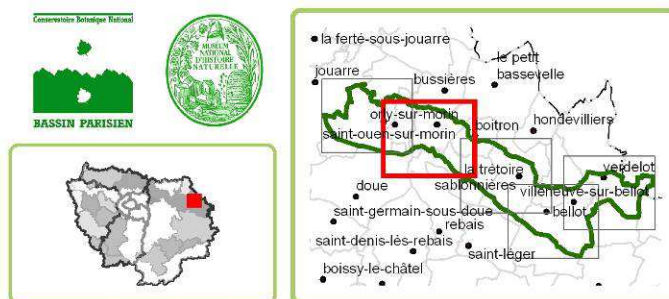 Conservatoire Botanique National
BASSIN PARISIEN
MUSEUM
NATIONAL
D'HISTOIRE
NATURELLE
la ferté-sous-jouarre
jouarre
bussières
le petit
bassevelle
orly-sur-morin
boitron
hondevilliers
saint-ouen-sur-morin
la trétoire
verdelot
doue
sablonnières
villeneuve-sur-bellot
saint-germain-sous-doue
rebais
bellot
saint-denis-lès-rebais
saint-léger
boissy-le-châtel